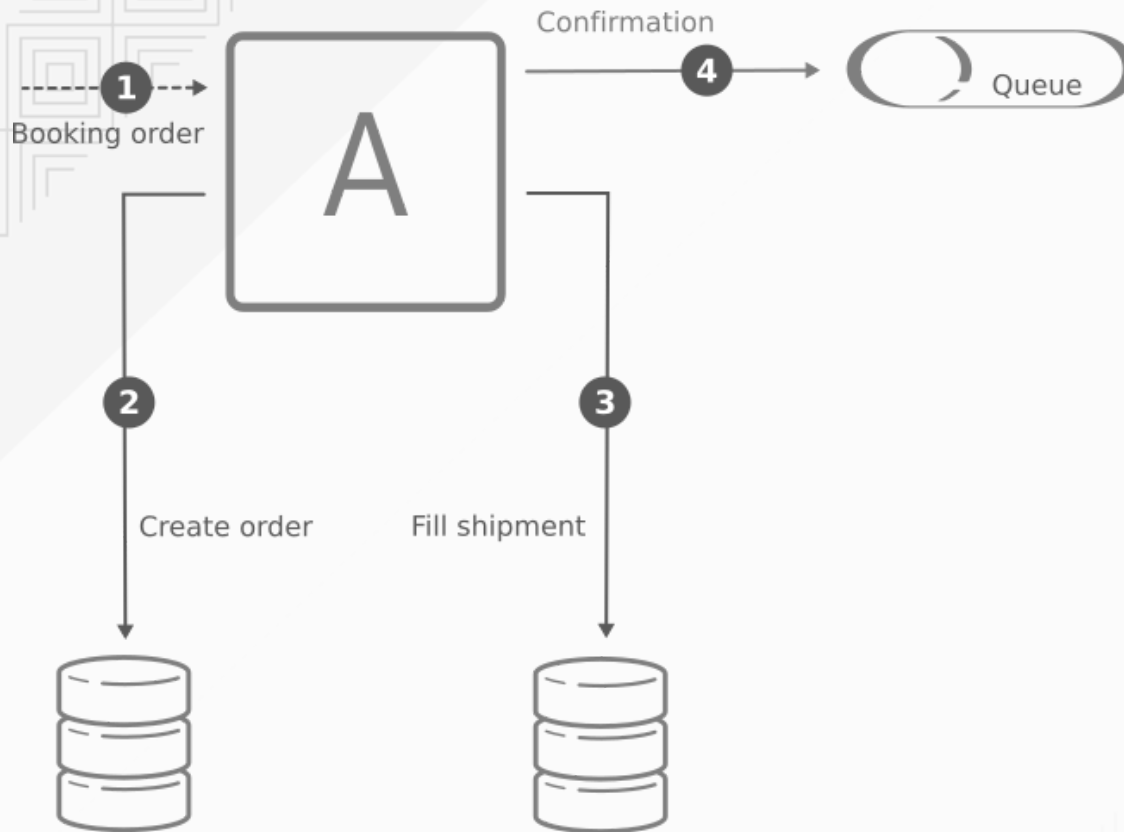 Confirmation
4
Queue
1
Booking order
A
2
3
Create order
Fill shipment